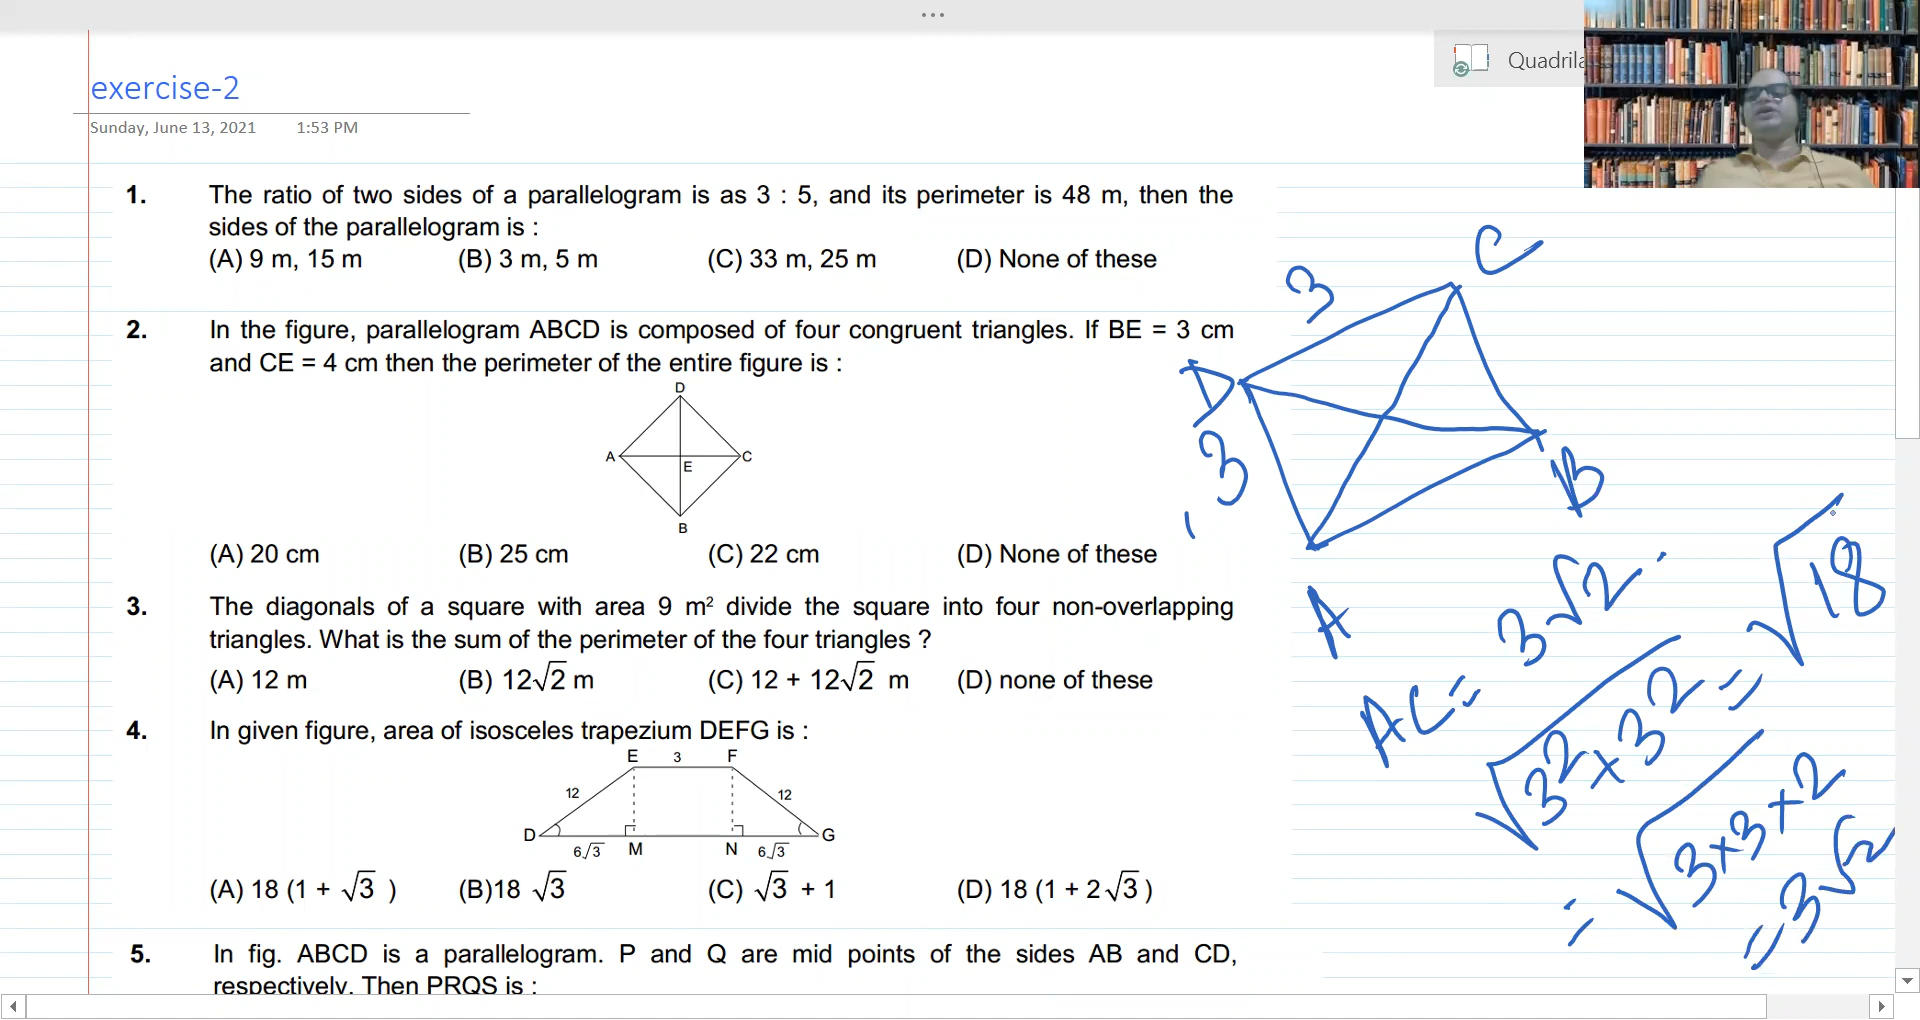 exercise-2
Sunday, June 13, 2021 1:53 PM
Quadrila
1. The ratio of two sides of a parallelogram is as 3 : 5, and its perimeter is 48 m, then the
sides of the parallelogram is :
(A) 9 m, 15 m (B) 3 m, 5 m (C) 33 m, 25 m (D) None of these
2. In the figure, parallelogram ABCD is composed of four congruent triangles. If BE = 3 cm
and CE = 4 cm then the perimeter of the entire figure is :
D
A
C
E
B
(A) 20 cm (B) 25 cm (C) 22 cm (D) None of these
3. The diagonals of a square with area 9 m² divide the square into four non-overlapping
triangles. What is the sum of the perimeter of the four triangles ?
(A) 12 m (B) 12√2 m (C) 12 + 12√2 m (D) none of these
4. In given figure, area of isosceles trapezium DEFG is :
E 3 F
12 12
D G
6√3 M N 6√3
(A) 18 (1 + √3 ) (B)18 √3 (C) √3 + 1 (D) 18 (1 + 2√3 )
5. In fig. ABCD is a parallelogram. P and Q are mid points of the sides AB and CD,
respectively. Then PRQS is :
C
3
D
3
B
A
AC = 3√2
√3²×3² = √18
= √3×3×2
= 3√2